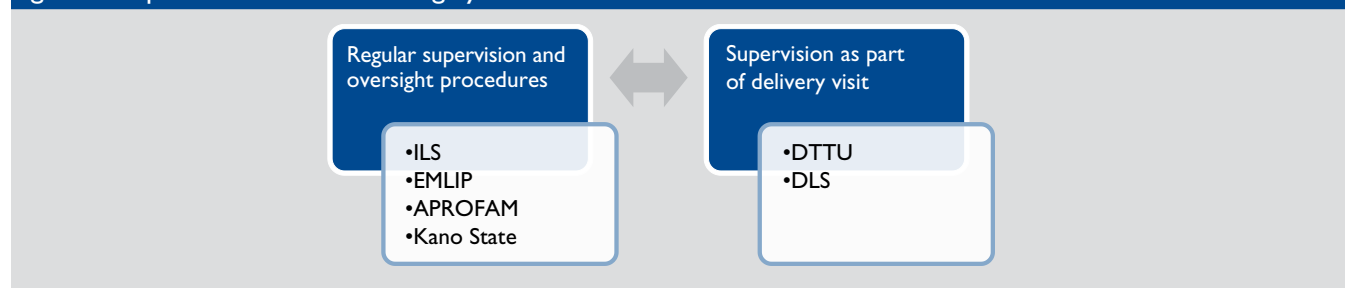 Regular supervision and
oversight procedures
Supervision as part
of delivery visit
•ILS
•EMLIP
•APROFAM
•Kano State
•DTTU
•DLS